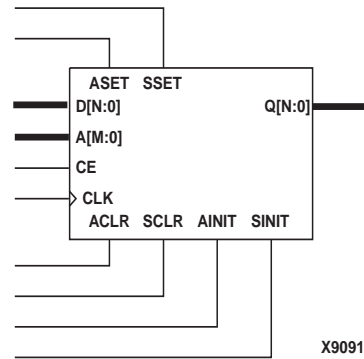 ASET SSET
D[N:0] Q[N:0]
A[M:0]
CE
CLK
ACLR SCLR AINIT SINIT
X9091